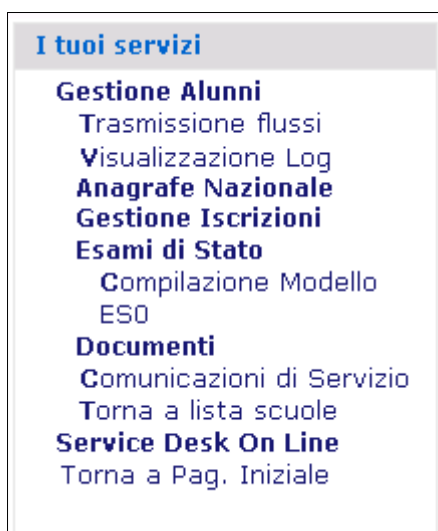 I tuoi servizi
Gestione Alunni
Trasmissione flussi
Visualizzazione Log
Anagrafe Nazionale
Gestione Iscrizioni
Esami di Stato
Compilazione Modello
ES0
Documenti
Comunicazioni di Servizio
Torna a lista scuole
Service Desk On Line
Torna a Pag. Iniziale